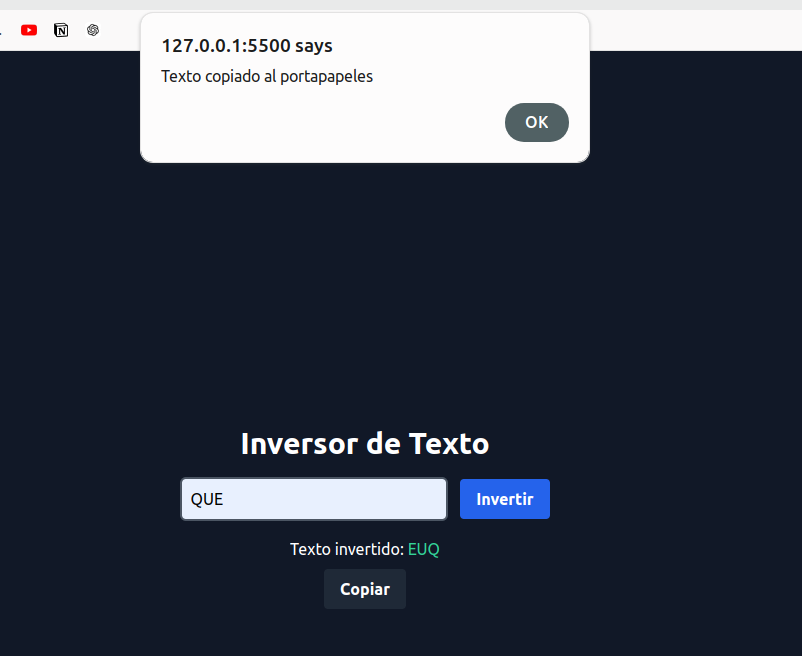 127.0.0.1:5500 says
Texto copiado al portapapeles
OK
Inversor de Texto
QUE
Invertir
Texto invertido: EUQ
Copiar